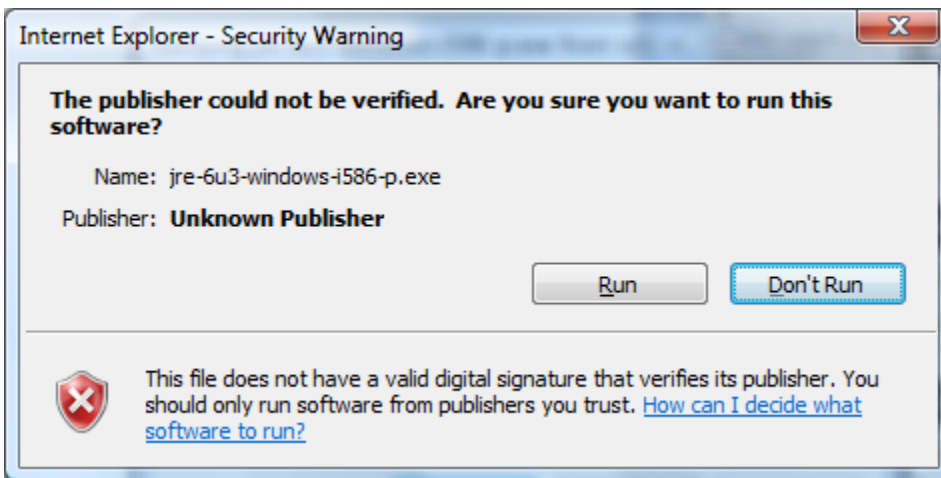 Internet Explorer - Security Warning
The publisher could not be verified.  Are you sure you want to run this
software?
Name: jre-6u3-windows-i586-p.exe
Publisher: Unknown Publisher
Run
Don't Run
This file does not have a valid digital signature that verifies its publisher. You
should only run software from publishers you trust. How can I decide what
software to run?